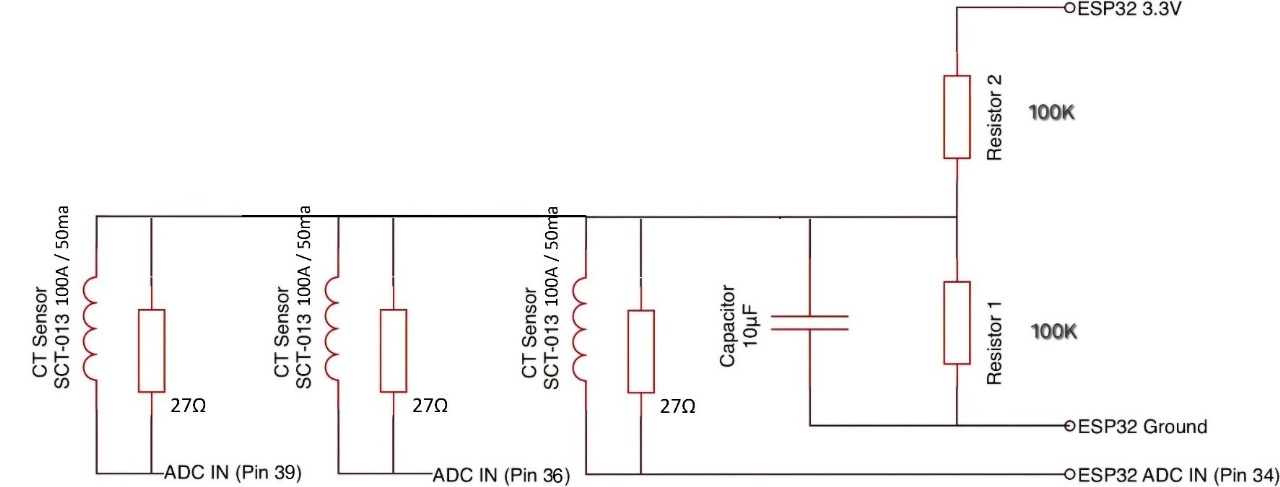 ESP32 3.3V
Resistor 2
100K
CT Sensor
SCT-013 100A / 50ma
27Ω
CT Sensor
SCT-013 100A / 50ma
27Ω
CT Sensor
SCT-013 100A / 50ma
27Ω
Capacitor
10µF
Resistor 1
100K
ESP32 Ground
ADC IN (Pin 39)
ADC IN (Pin 36)
ESP32 ADC IN (Pin 34)